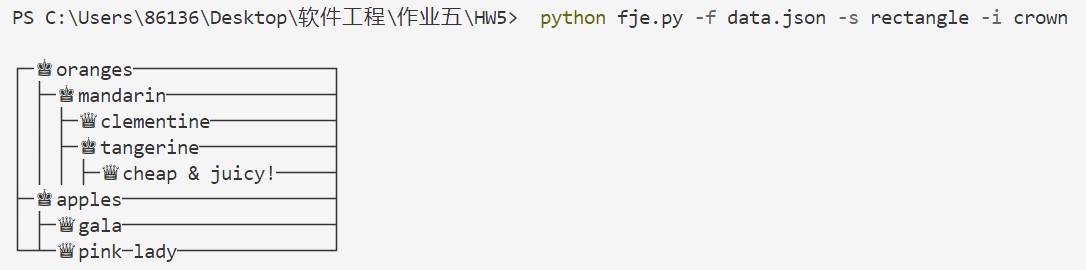 PS C:\Users\86136\Desktop\软件工程\作业五\HW5>  python fje.py -f data.json -s rectangle -i crown
┌─♚oranges───────────────────┐
│ ├─♚mandarin────────────────┤
│ │ ├─♛clementine────────────┤
│ │ ├─♚tangerine─────────────┤
│ │ │ ├─♛cheap & juicy!──────┤
├─♚apples────────────────────┤
│ ├─♛gala────────────────────┤
└─┴─♛pink─lady───────────────┘